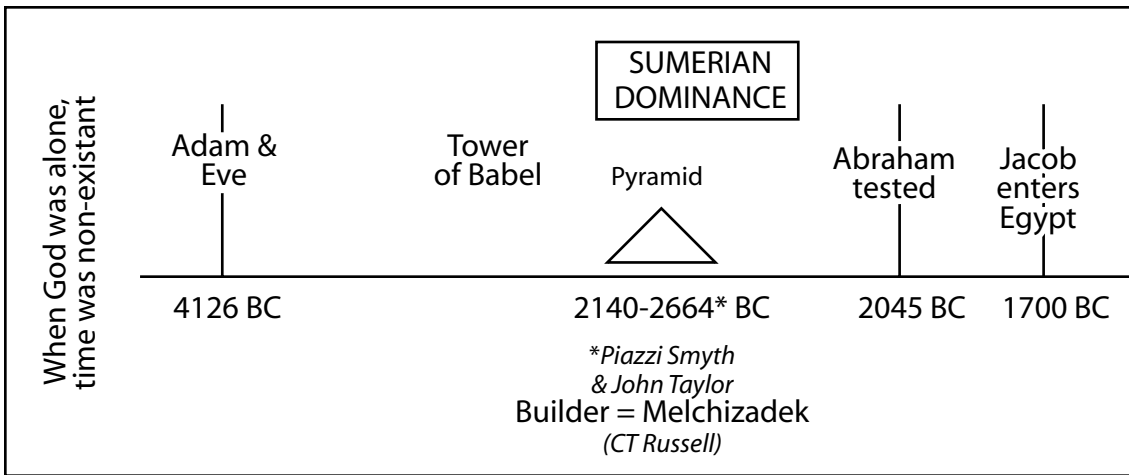 When God was alone,
time was non-existant
SUMERIAN
DOMINANCE
Adam &
Eve
Tower
of Babel
Pyramid
Abraham
tested
Jacob
enters
Egypt
4126 BC
2140-2664* BC
2045 BC
1700 BC
*Piazzi Smyth
& John Taylor
Builder = Melchizadek
(CT Russell)